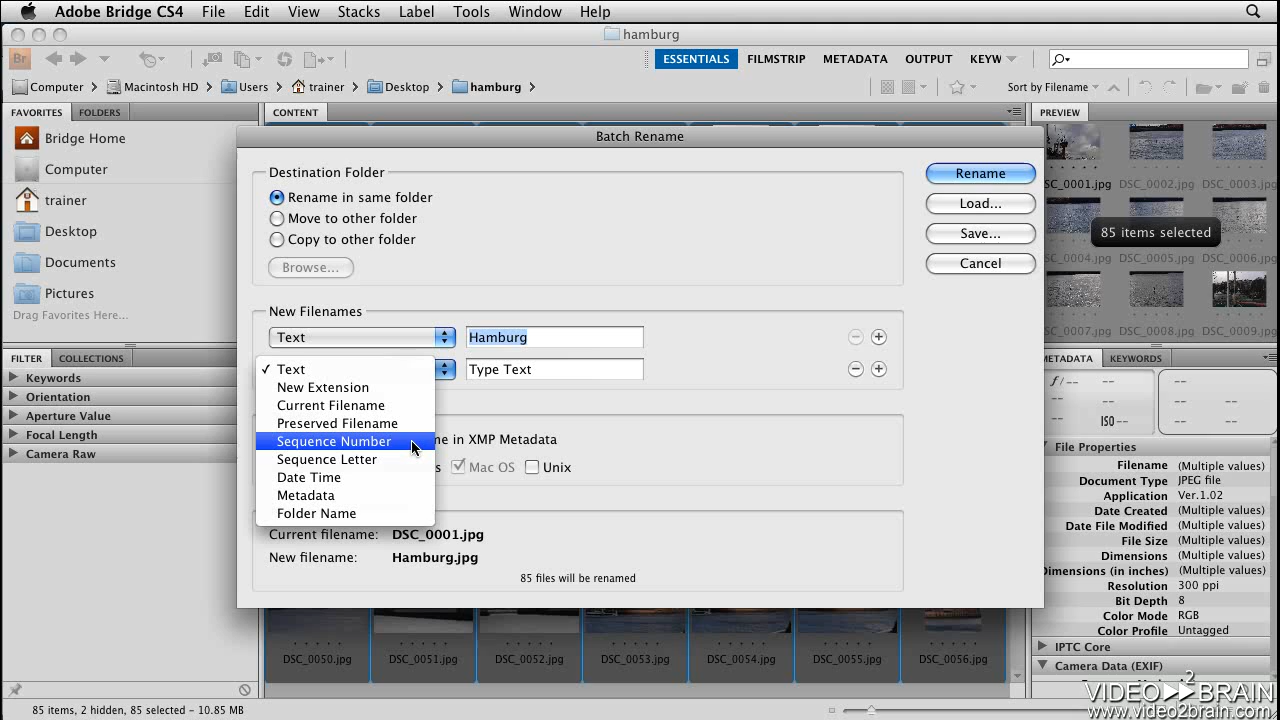 Adobe Bridge CS4 File Edit View Stacks Label Tools Window Help
hamburg
Br ESSENTIALS FILMSTRIP METADATA OUTPUT KEYW
Computer Macintosh HD Users trainer Desktop hamburg Sort by Filename
FAVORITES FOLDERS CONTENT PREVIEW
Bridge Home
Computer
trainer
Desktop
Documents
Pictures
Drag Favorites Here...
FILTER COLLECTIONS
Keywords
Orientation
Aperture Value
Focal Length
Camera Raw
Batch Rename
Destination Folder
Rename in same folder
Move to other folder
Copy to other folder
Browse...
Rename
Load...
Save...
Cancel
New Filenames
Text Hamburg
Type Text
Text
New Extension
Current Filename
Preserved Filename
Sequence Number
Sequence Letter
Date Time
Metadata
Folder Name
me in XMP Metadata
s Mac OS Unix
Current filename: DSC_0001.jpg
New filename: Hamburg.jpg
85 files will be renamed
DSC_0050.jpg DSC_0051.jpg DSC_0052.jpg DSC_0053.jpg DSC_0054.jpg DSC_0055.jpg DSC_0056.jpg
SC_0001.jpg DSC_0002.jpg DSC_0003.jpg
85 items selected
SC_0004.jpg DSC_0005.jpg DSC_0006.jpg
SC_0007.jpg DSC_0008.jpg DSC_0009.jpg
METADATA KEYWORDS
f/-- --
-- --
-- ISO--
File Properties
Filename (Multiple values)
Document Type JPEG file
Application Ver.1.02
Date Created (Multiple values)
Date File Modified (Multiple values)
File Size (Multiple values)
Dimensions (Multiple values)
Dimensions (in inches) (Multiple values)
Resolution 300 ppi
Bit Depth 8
Color Mode RGB
Color Profile Untagged
IPTC Core
Camera Data (EXIF)
85 items, 2 hidden, 85 selected - 10.85 MB
VIDEO2BRAIN
www.video2brain.com